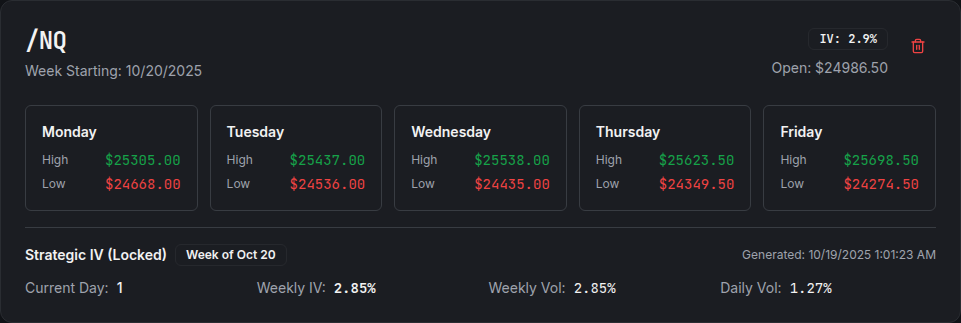 /NQ
IV: 2.9%
Week Starting: 10/20/2025
Open: $24986.50
Monday
High $25305.00
Low $24668.00
Tuesday
High $25437.00
Low $24536.00
Wednesday
High $25538.00
Low $24435.00
Thursday
High $25623.50
Low $24349.50
Friday
High $25698.50
Low $24274.50
Strategic IV (Locked) Week of Oct 20
Generated: 10/19/2025 1:01:23 AM
Current Day: 1 Weekly IV: 2.85% Weekly Vol: 2.85% Daily Vol: 1.27%